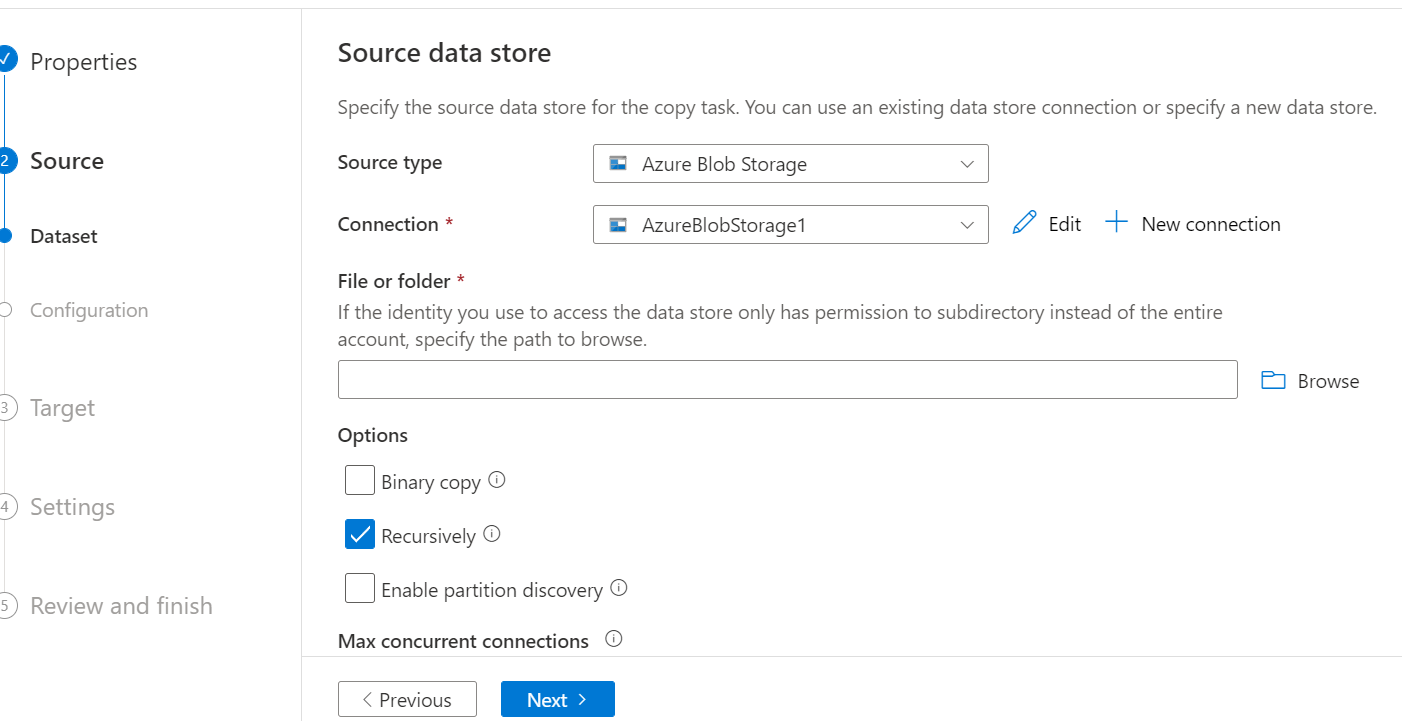 Properties
2
Source
Dataset
Configuration
3
Target
4
Settings
5
Review and finish
Source data store
Specify the source data store for the copy task. You can use an existing data store connection or specify a new data store.
Source type
Azure Blob Storage
Connection *
AzureBlobStorage1
Edit
New connection
File or folder *
If the identity you use to access the data store only has permission to subdirectory instead of the entire
account, specify the path to browse.
Browse
Options
Binary copy
Recursively
Enable partition discovery
Max concurrent connections
< Previous
Next >